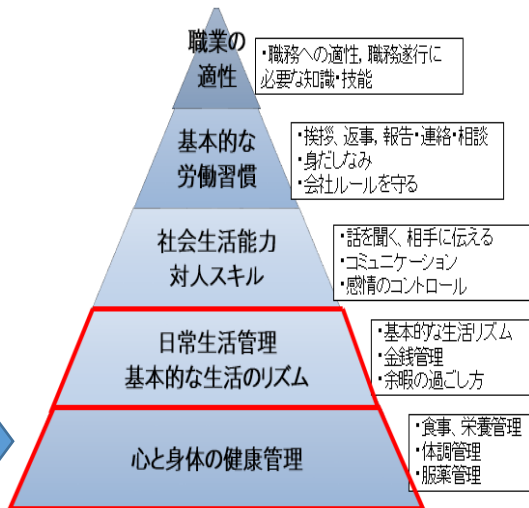 職業の
適性
・職務への適性, 職務遂行に
必要な知識・技能
基本的な
労働習慣
・挨拶、返事, 報告・連絡・相談
・身だしなみ
・会社ルールを守る
社会生活能力
対人スキル
・話を聞く、相手に伝える
・コミュニケーション
・感情のコントロール
日常生活管理
基本的な生活のリズム
・基本的な生活リズム
・金銭管理
・余暇の過ごし方
心と身体の健康管理
・食事、栄養管理
・体調管理
・服薬管理